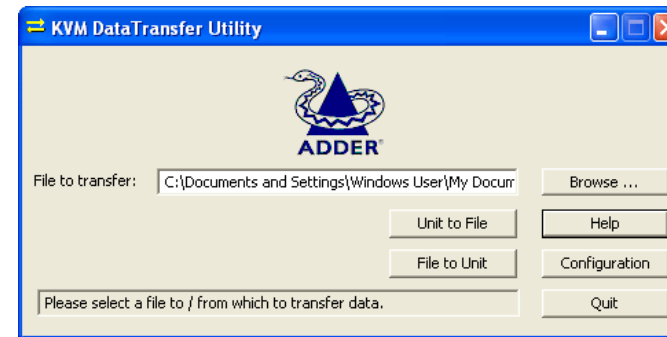 KVM DataTransfer Utility
ADDER®
File to transfer: C:\Documents and Settings\Windows User\My Docum Browse ...
Unit to File Help
File to Unit Configuration
Please select a file to / from which to transfer data. Quit